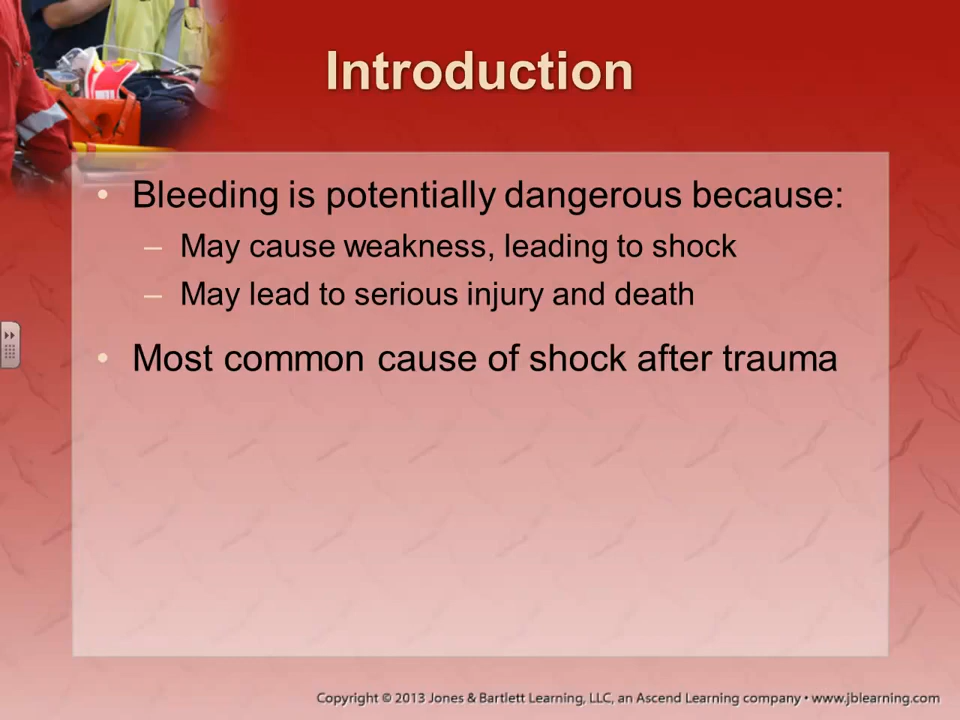 Introduction
• Bleeding is potentially dangerous because:
– May cause weakness, leading to shock
– May lead to serious injury and death
• Most common cause of shock after trauma
Copyright © 2013 Jones & Bartlett Learning, LLC, an Ascend Learning company • www.jblearning.com